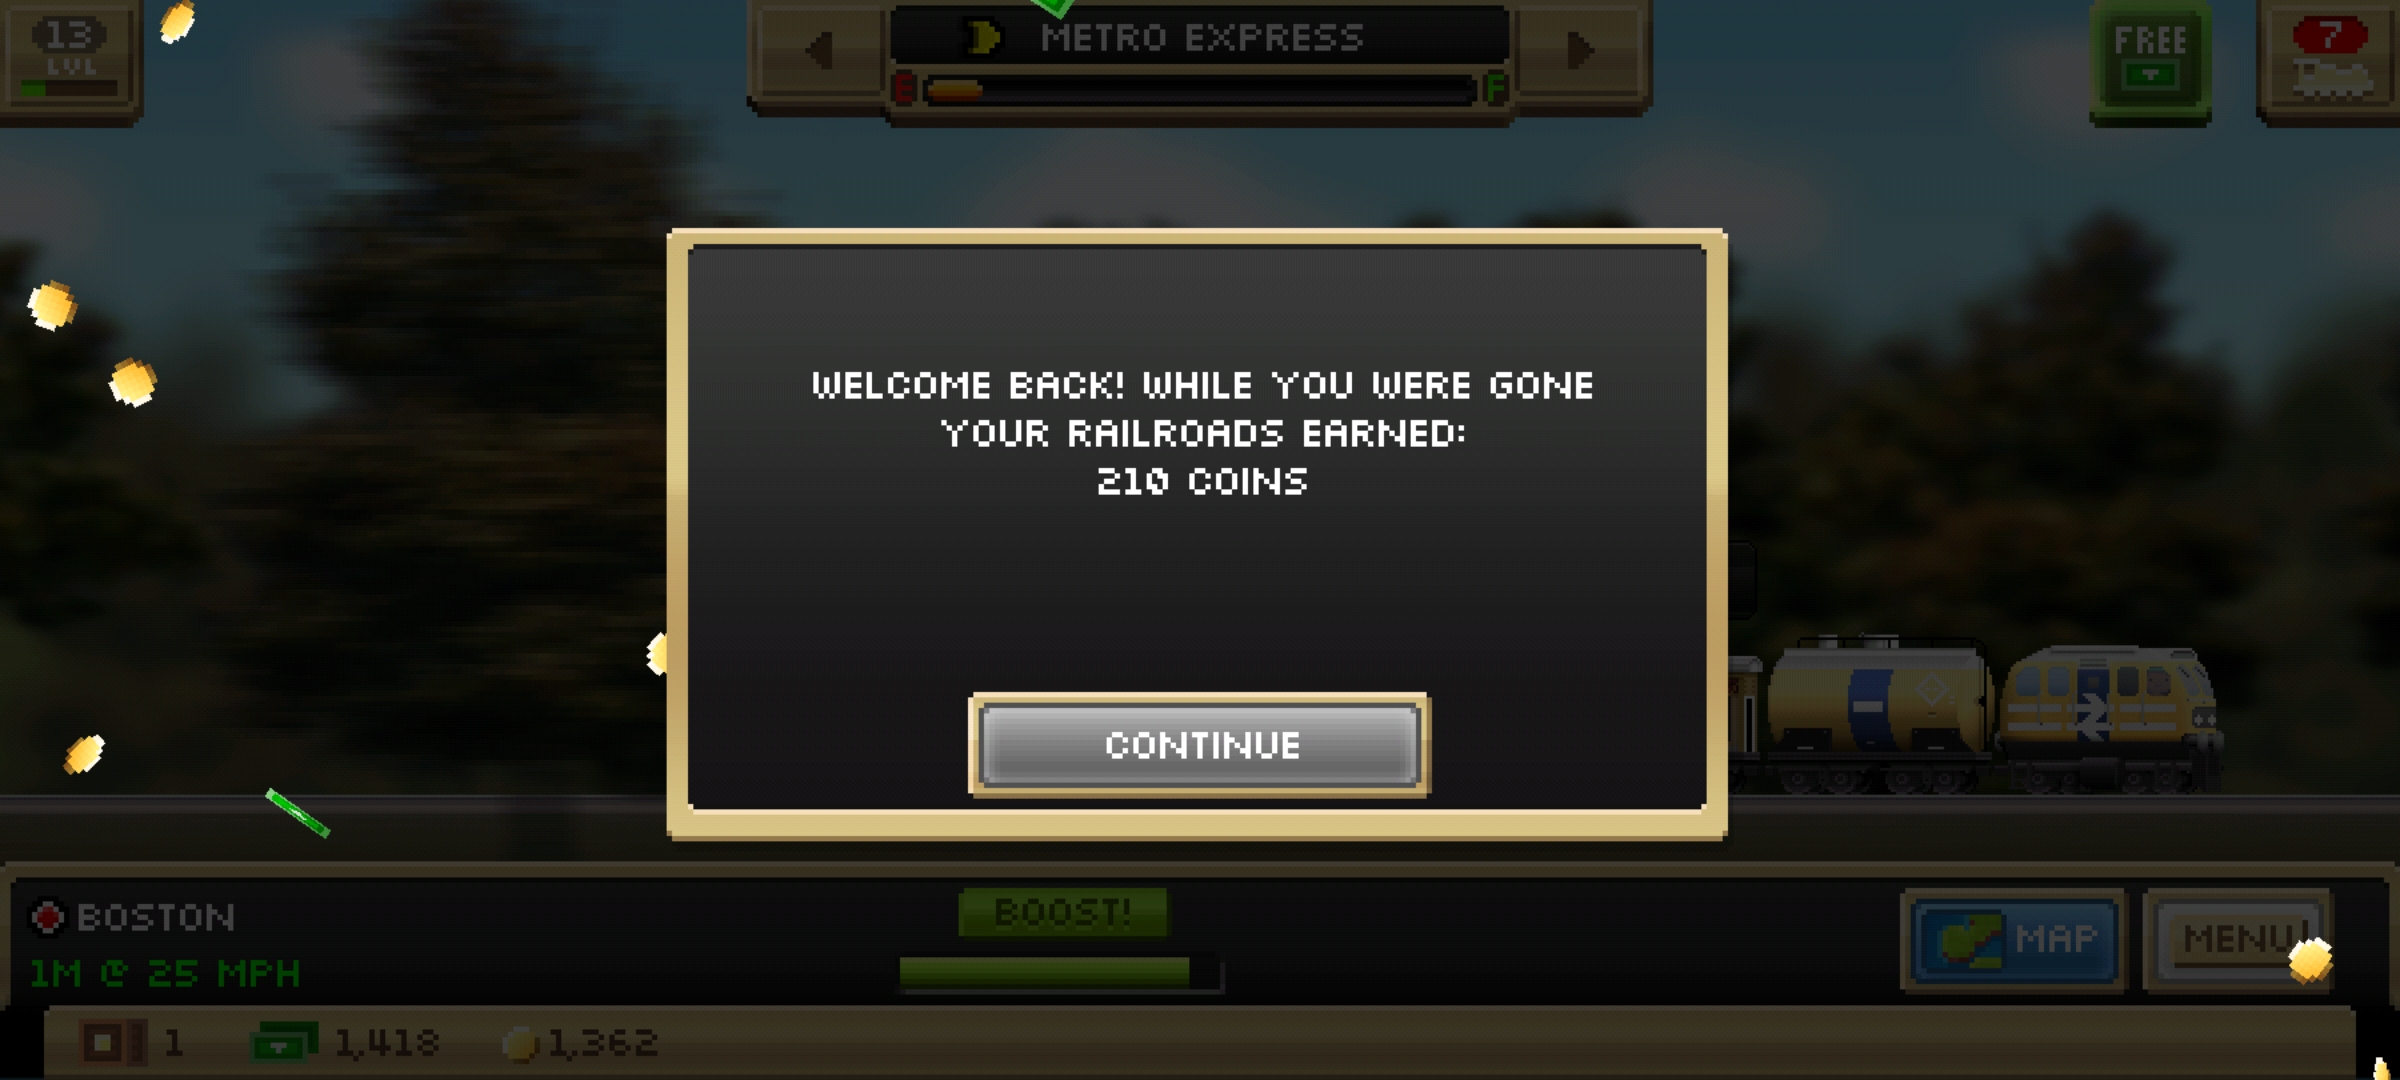 13
LVL
METRO EXPRESS
E F
FREE
7
WELCOME BACK! WHILE YOU WERE GONE
YOUR RAILROADS EARNED:
210 COINS
CONTINUE
BOSTON
1M @ 25 MPH
BOOST!
MAP
MENU
1 1,418 1,362